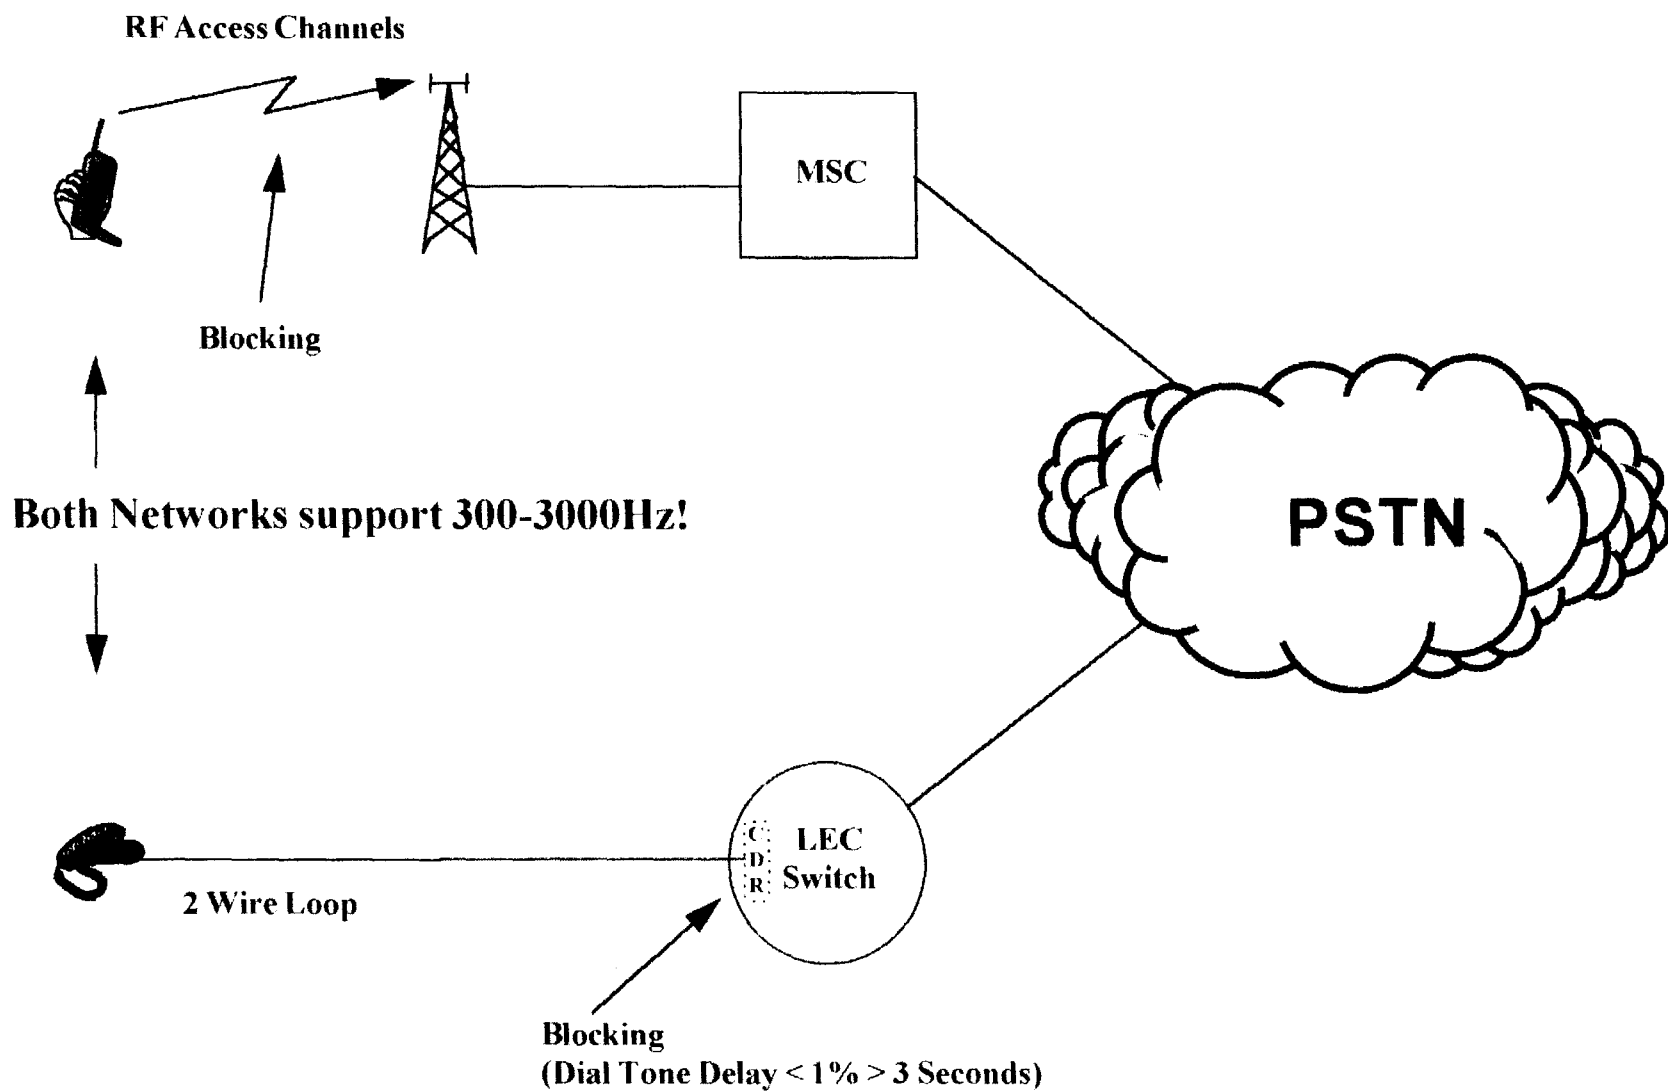 RF Access Channels
MSC
Blocking
Both Networks support 300-3000Hz!
PSTN
C
D
R
LEC
Switch
2 Wire Loop
Blocking
(Dial Tone Delay < 1% > 3 Seconds)